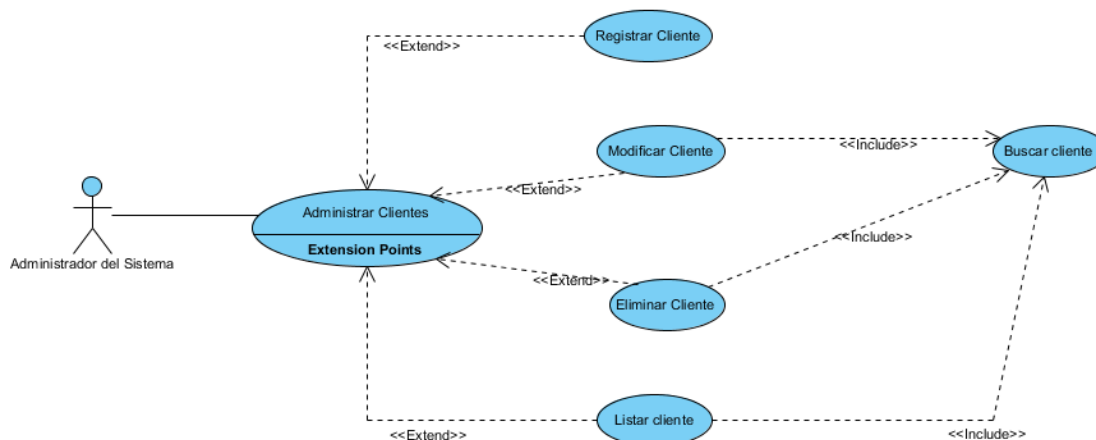 Registrar Cliente
<<Extend>>
Modificar Cliente
<<Include>>
Buscar cliente
<<Extend>>
Administrar Clientes
Extension Points
Administrador del Sistema
<<Include>>
<<Extend>>
Eliminar Cliente
Listar cliente
<<Extend>>
<<Include>>